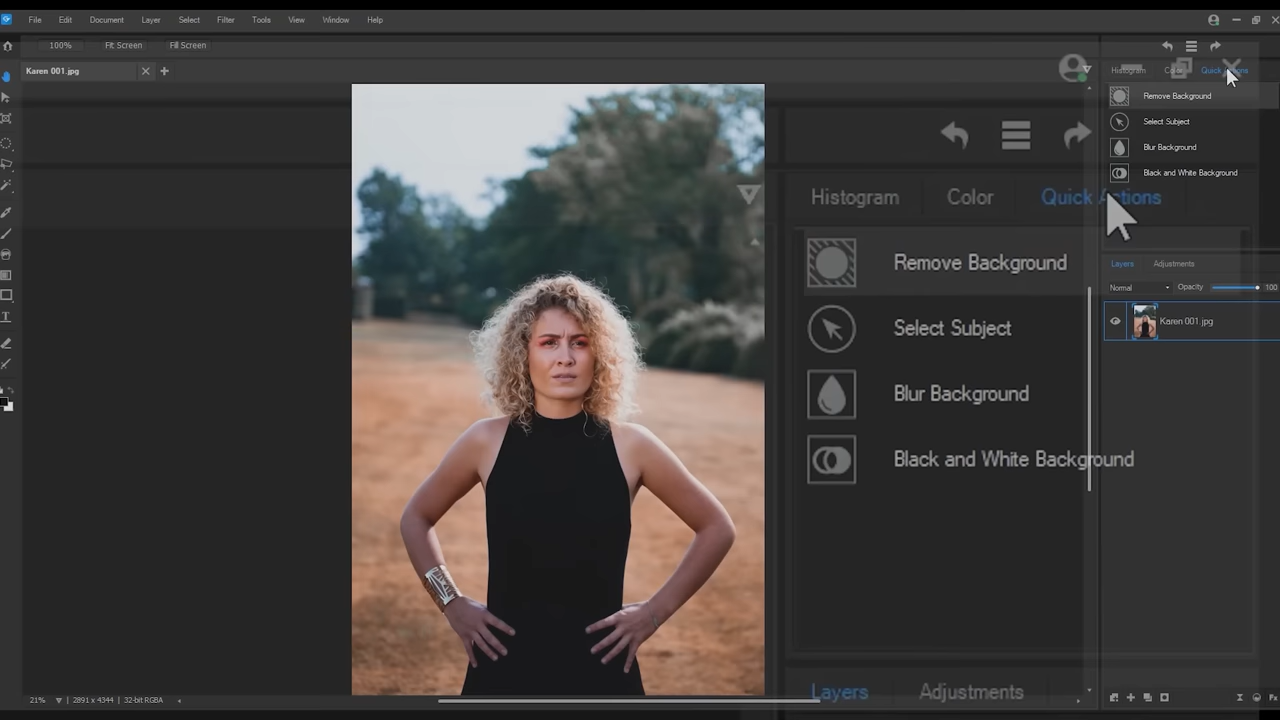 File Edit Document Layer Select Filter Tools View Window Help
100% Fit Screen Fill Screen
Karen 001.jpg
Histogram Color Quick Actions
Remove Background
Select Subject
Blur Background
Black and White Background
Histogram Color Quick Actions
Remove Background
Select Subject
Blur Background
Black and White Background
Layers Adjustments
Layers Adjustments
Normal Opacity 100
Karen 001.jpg
21% 2891 x 4344 32-bit RGBA
Fx